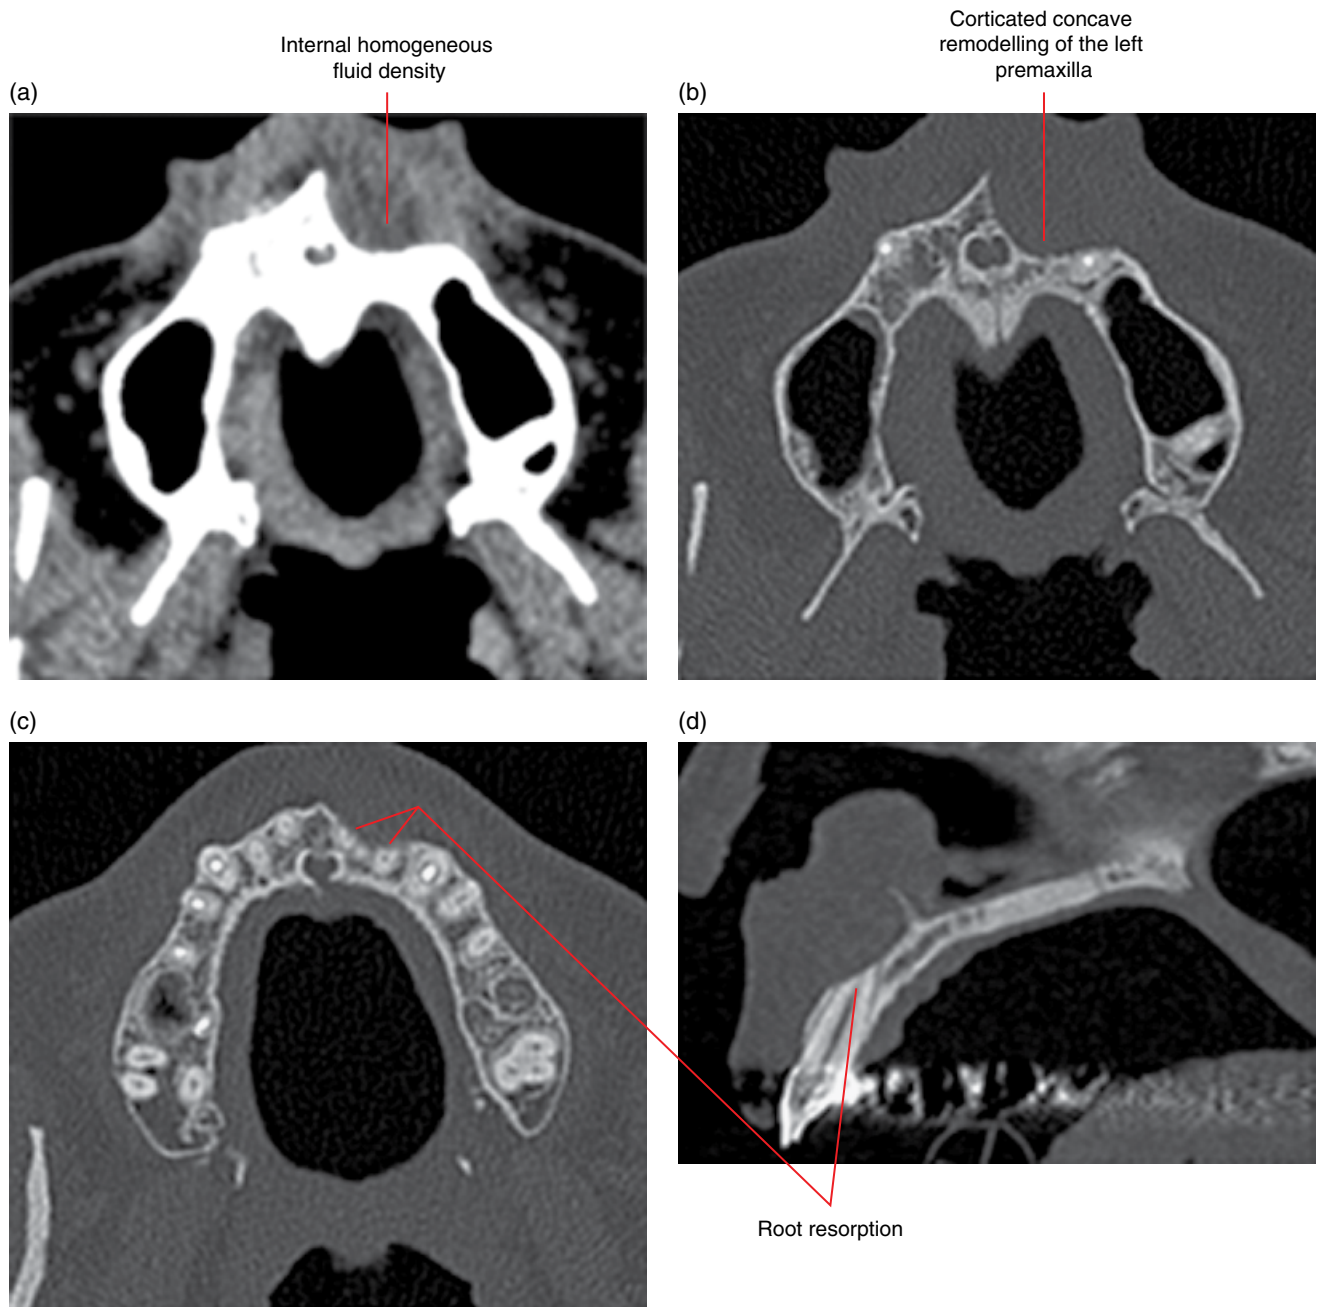 Internal homogeneous
fluid density
Corticated concave
remodelling of the left
premaxilla
(a)
(b)
(c)
(d)
Root resorption